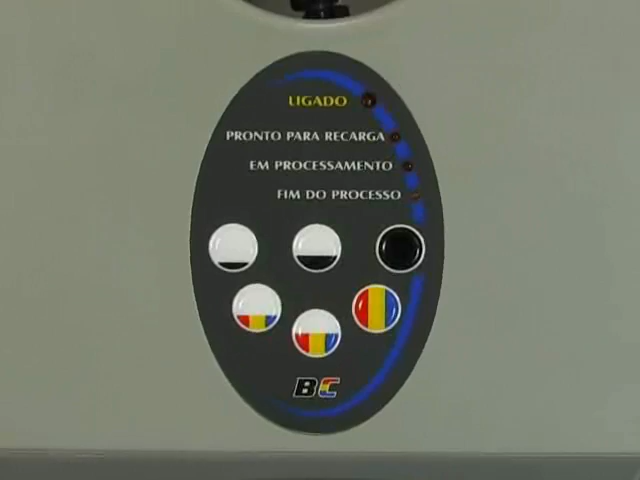 LIGADO
PRONTO PARA RECARGA
EM PROCESSAMENTO
FIM DO PROCESSO
BC